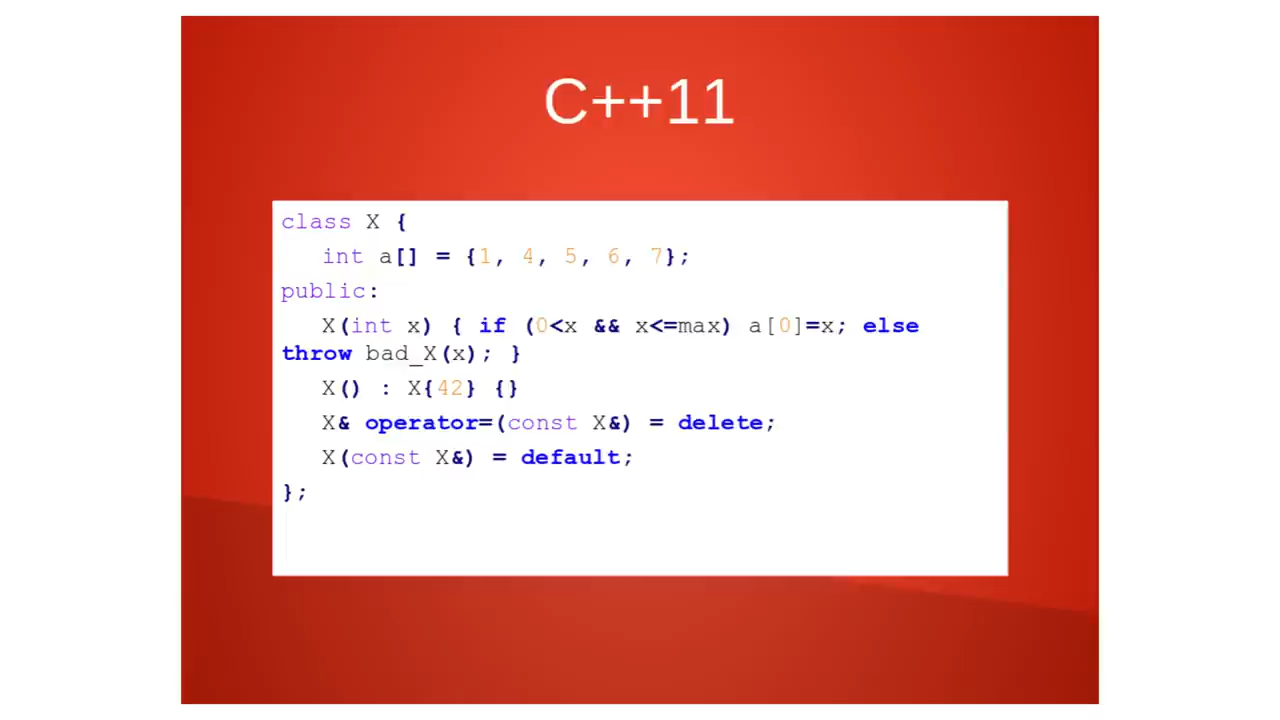 C++11
class X {
int a[] = {1, 4, 5, 6, 7};
public:
X(int x) { if (0<x && x<=max) a[0]=x; else
throw bad_X(x); }
X() : X{42} {}
X& operator=(const X&) = delete;
X(const X&) = default;
};